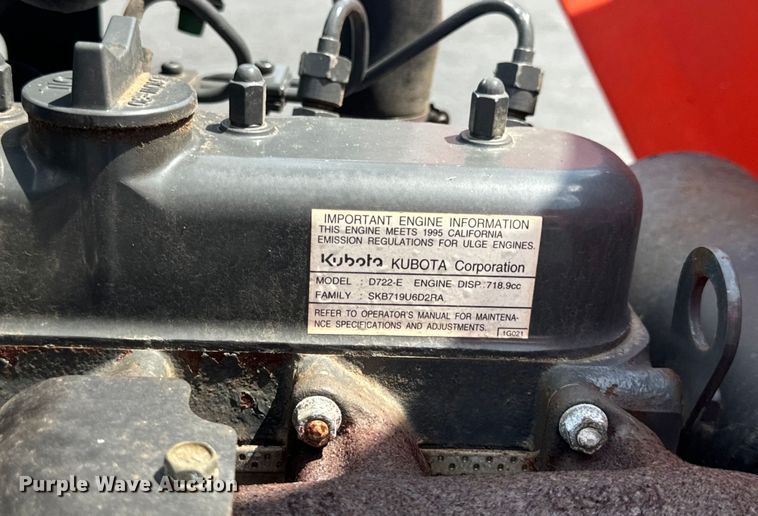 IMPORTANT ENGINE INFORMATION
THIS ENGINE MEETS 1995 CALIFORNIA
EMISSION REGULATIONS FOR ULGE ENGINES.
Kubota KUBOTA Corporation
MODEL : D722-E ENGINE DISP.:718.9cc
FAMILY : SKB719U6D2RA
REFER TO OPERATOR'S MANUAL FOR MAINTENA-
NCE SPECIFICATIONS AND ADJUSTMENTS.
1G021
Purple Wave Auction